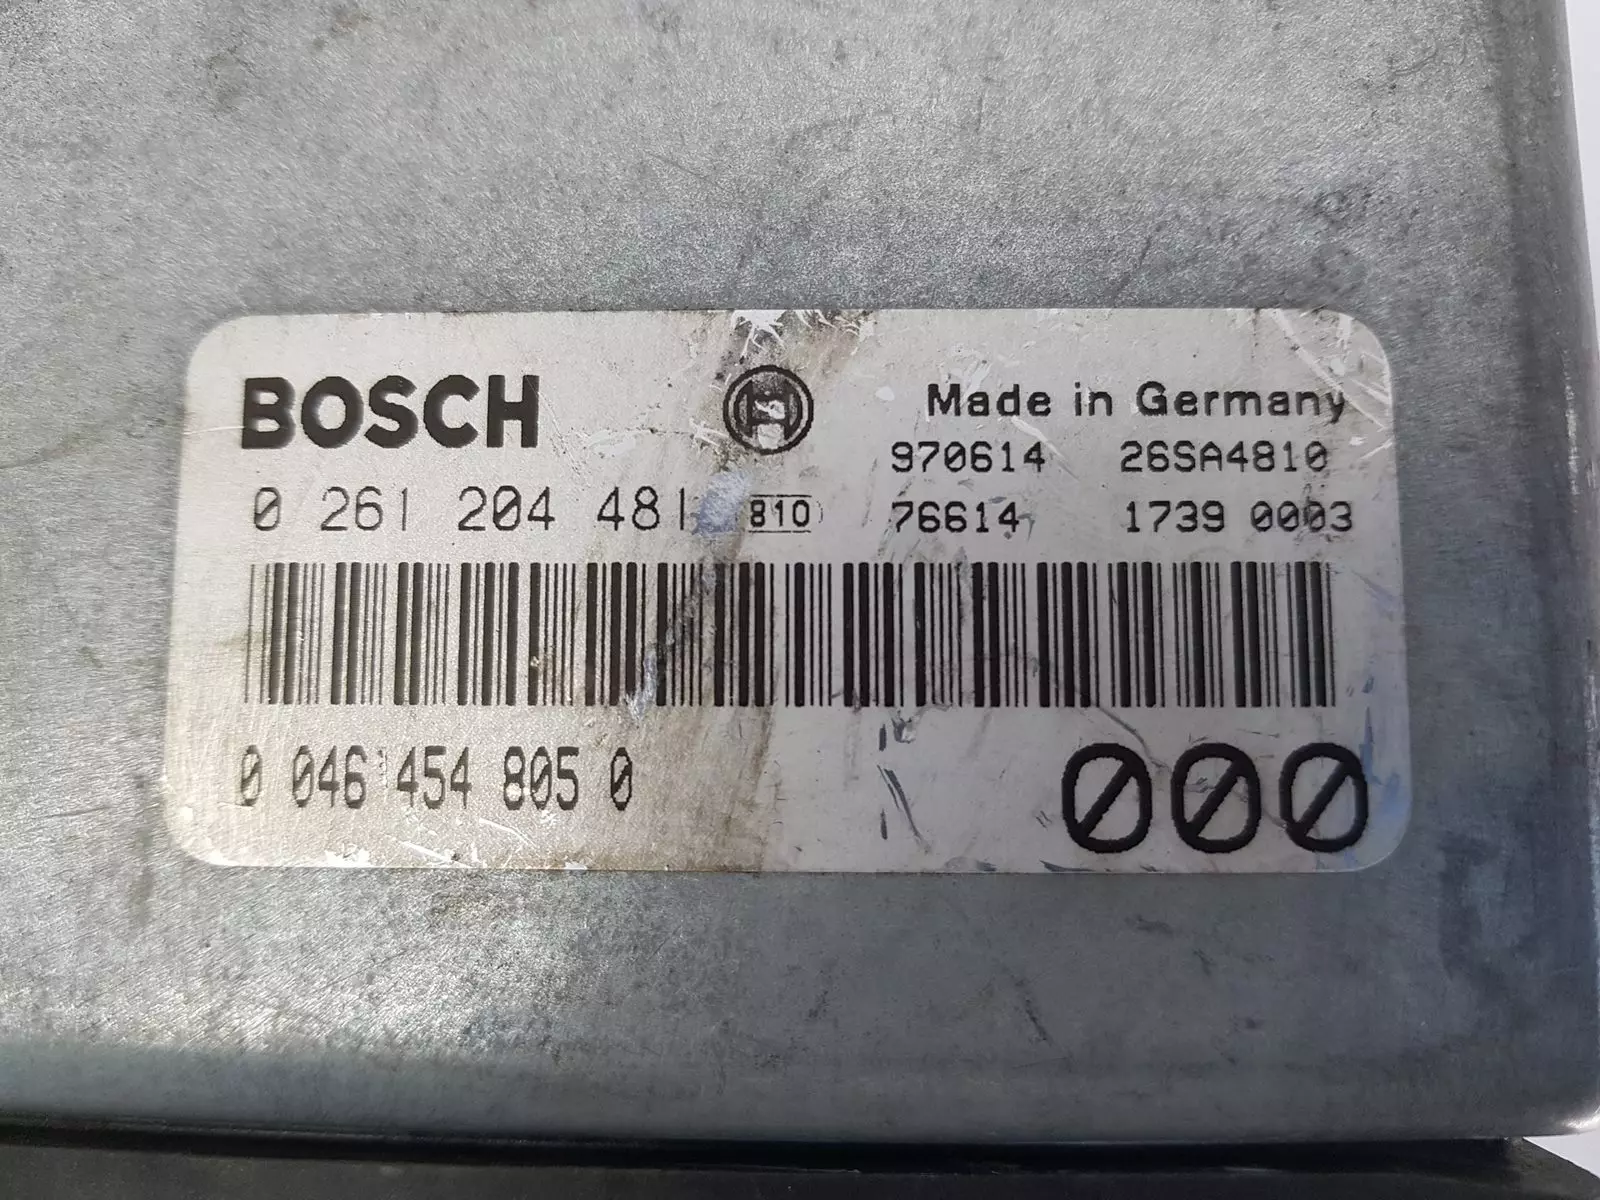 BOSCH
Made in Germany
970614 26SA4810
0 261 204 481 810 76614 1739 0003
0 046 454 805 0
000